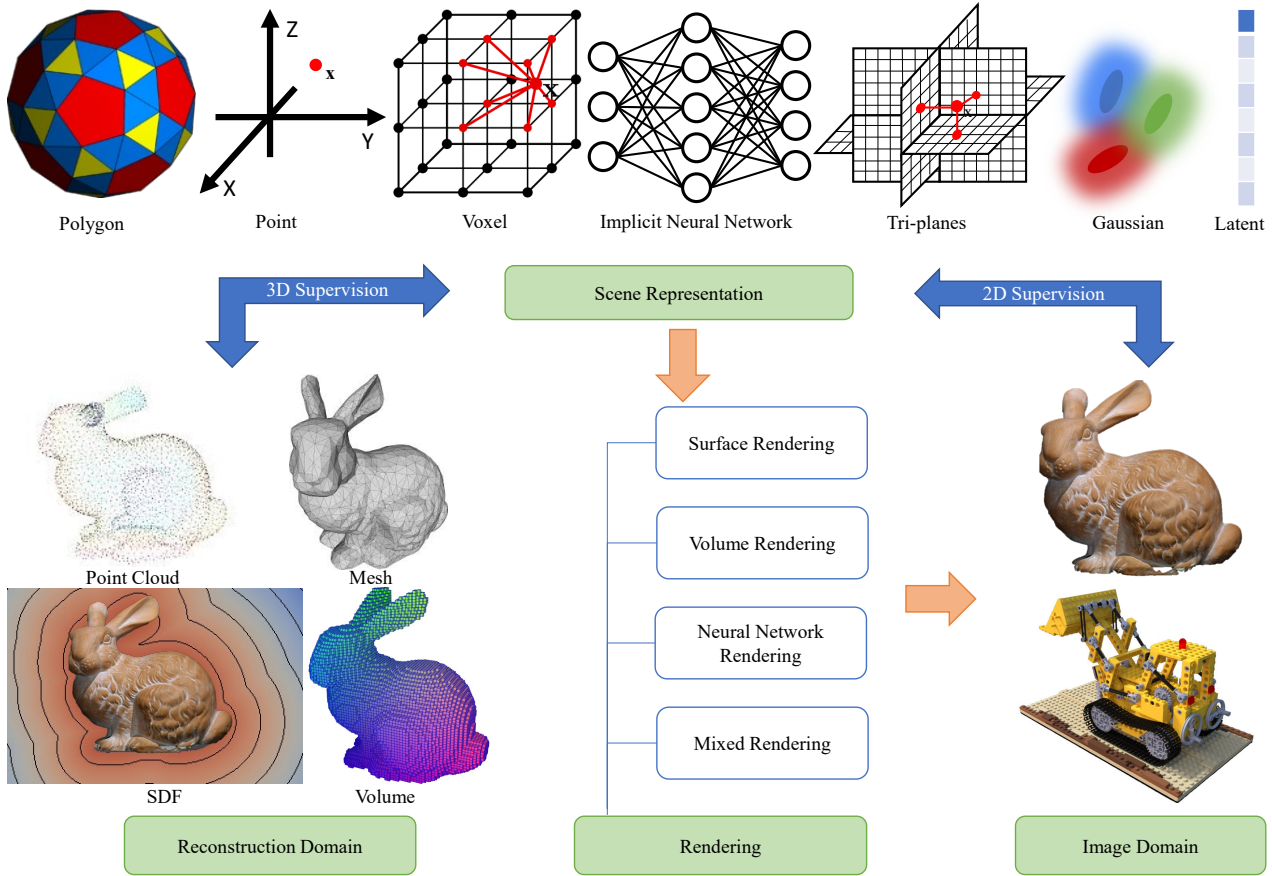 Z
x
Y
X
X
x
Polygon
Point
Voxel
Implicit Neural Network
Tri-planes
Gaussian
Latent
3D Supervision
Scene Representation
2D Supervision
Surface Rendering
Volume Rendering
Neural Network
Rendering
Mixed Rendering
Point Cloud
Mesh
SDF
Volume
Reconstruction Domain
Rendering
Image Domain